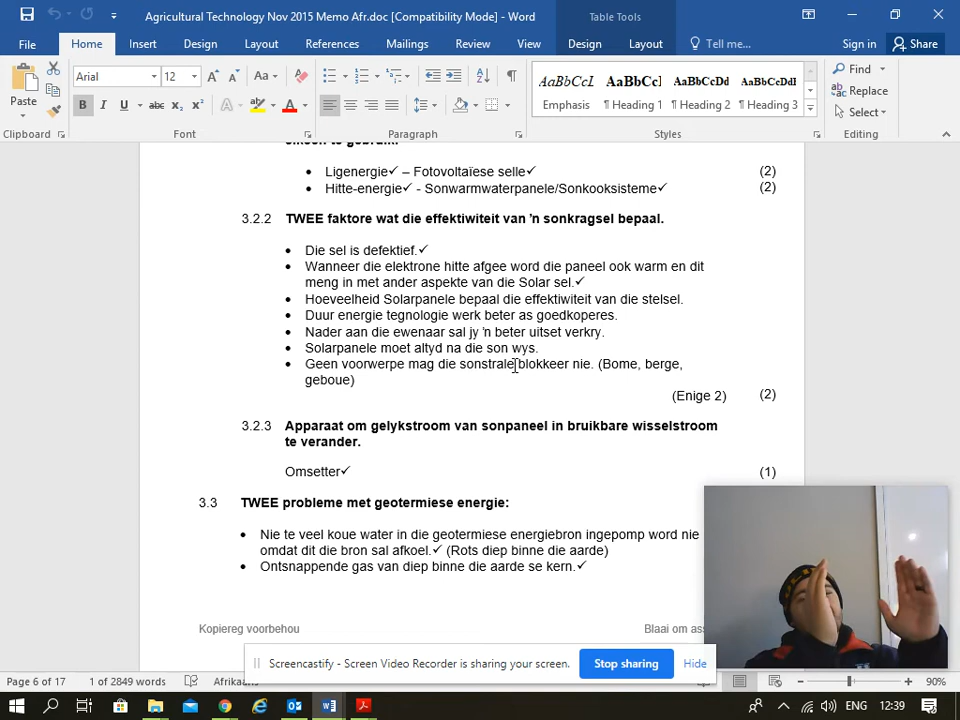 Agricultural Technology Nov 2015 Memo Afr.doc [Compatibility Mode] - Word
Table Tools
File Home Insert Design Layout References Mailings Review View Design Layout Tell me... Sign in Share
Paste
Arial 12 Aa
B I U abc x₂ x² A A
AaBbCcL AaBbCcI AaBbCcDd AaBbCcDdI
Emphasis ¶ Heading 1 ¶ Heading 2 ¶ Heading 3
Find
Replace
Select
Clipboard Font Paragraph Styles Editing
• Ligenergie✓ – Fotovoltaïese selle✓ (2)
• Hitte-energie✓ - Sonwarmwaterpanele/Sonkooksisteme✓ (2)
3.2.2 TWEE faktore wat die effektiwiteit van 'n sonkragsel bepaal.
• Die sel is defektief.✓
• Wanneer die elektrone hitte afgee word die paneel ook warm en dit
meng in met ander aspekte van die Solar sel.✓
• Hoeveelheid Solarpanele bepaal die effektiwiteit van die stelsel.
• Duur energie tegnologie werk beter as goedkoperes.
• Nader aan die ewenaar sal jy 'n beter uitset verkry.
• Solarpanele moet altyd na die son wys.
• Geen voorwerpe mag die sonstrale blokkeer nie. (Bome, berge,
geboue)
(Enige 2) (2)
3.2.3 Apparaat om gelykstroom van sonpaneel in bruikbare wisselstroom
te verander.
Omsetter✓ (1)
3.3 TWEE probleme met geotermiese energie:
• Nie te veel koue water in die geotermiese energiebron ingepomp word nie
omdat dit die bron sal afkoel.✓ (Rots diep binne die aarde)
• Ontsnappende gas van diep binne die aarde se kern.✓
Kopiereg voorbehou Blaai om
Screencastify - Screen Video Recorder is sharing your screen. Stop sharing Hide
Page 6 of 17 1 of 2849 words Afrikaans 90%
ENG 12:39